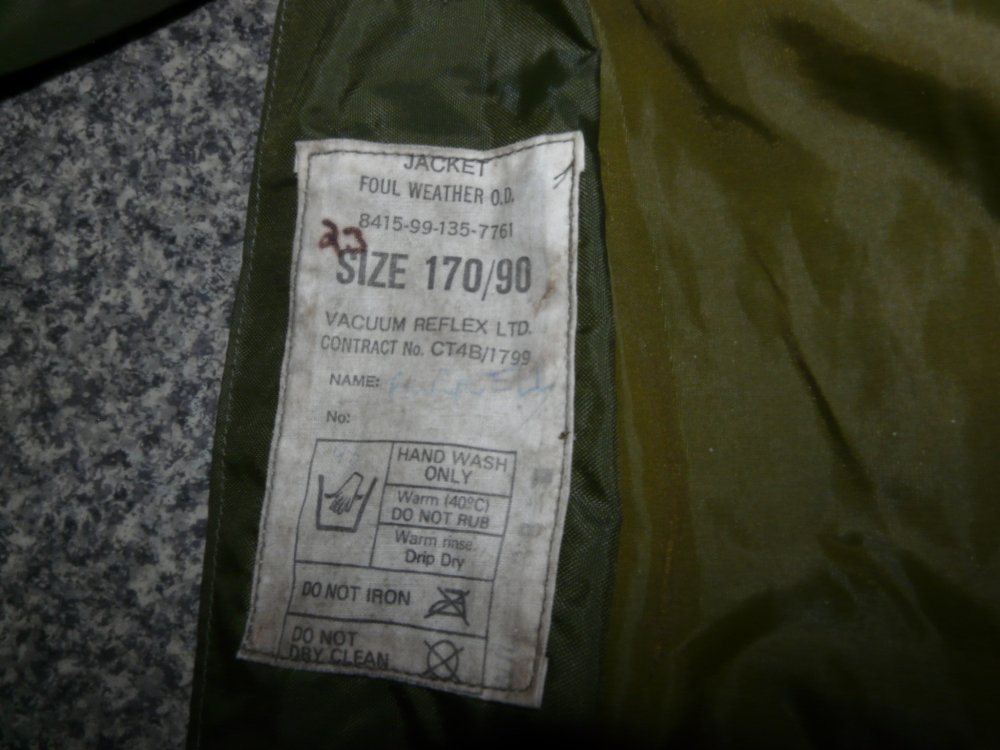 JACKET
FOUL WEATHER O.D.
8415-99-135-7761
23
SIZE 170/90
VACUUM REFLEX LTD.
CONTRACT No. CT4B/1799
NAME:
No:
HAND WASH
ONLY
Warm (40ºC)
DO NOT RUB
Warm rinse.
Drip Dry
DO NOT IRON
DO NOT
DRY CLEAN